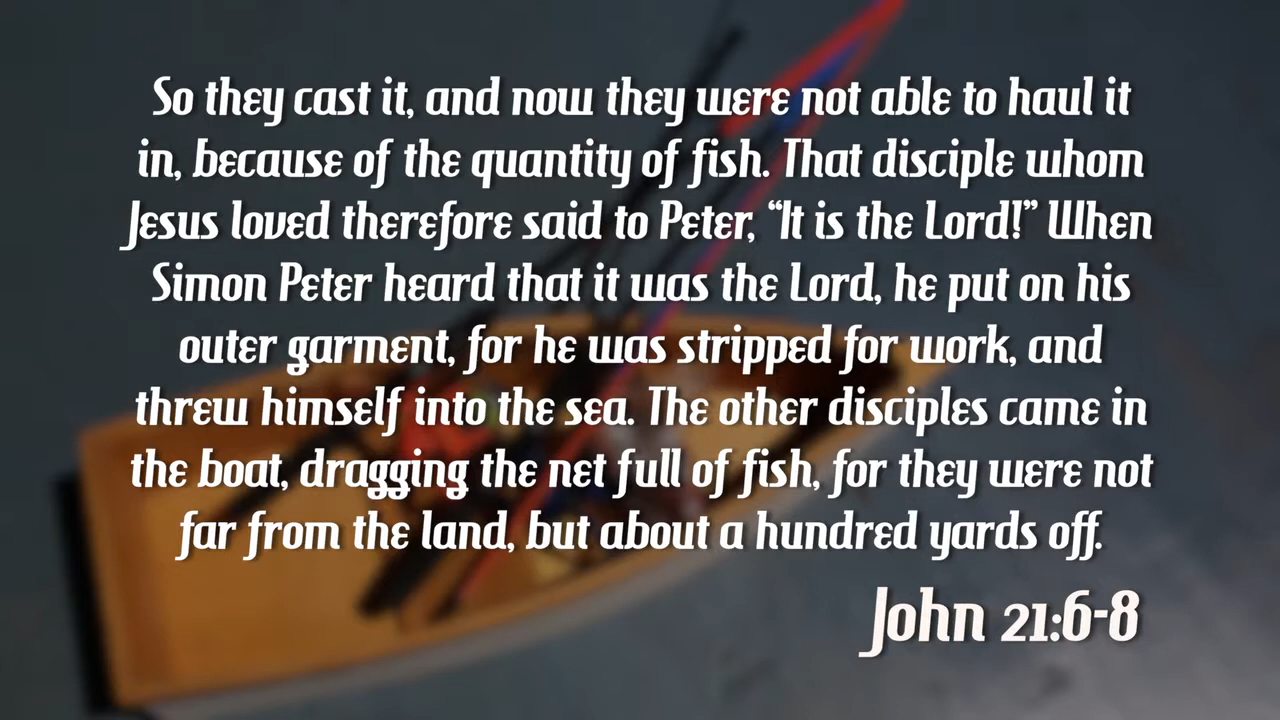 So they cast it, and now they were not able to haul it
in, because of the quantity of fish. That disciple whom
Jesus loved therefore said to Peter, “It is the Lord!” When
Simon Peter heard that it was the Lord, he put on his
outer garment, for he was stripped for work, and
threw himself into the sea. The other disciples came in
the boat, dragging the net full of fish, for they were not
far from the land, but about a hundred yards off.
John 21:6-8